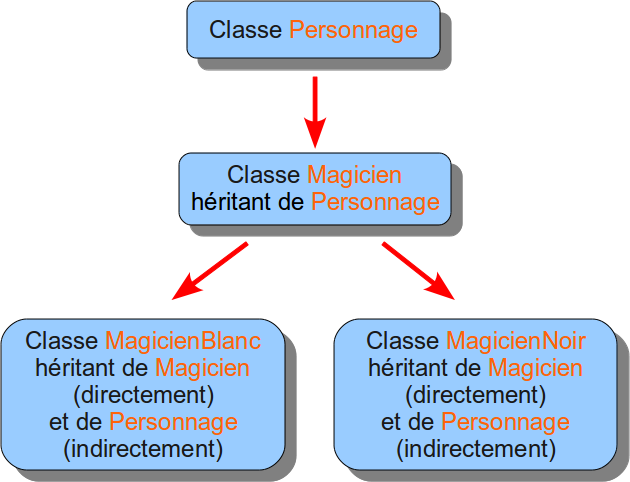 Classe Personnage
Classe Magicien
héritant de Personnage
Classe MagicienBlanc
héritant de Magicien
(directement)
et de Personnage
(indirectement)
Classe MagicienNoir
héritant de Magicien
(directement)
et de Personnage
(indirectement)